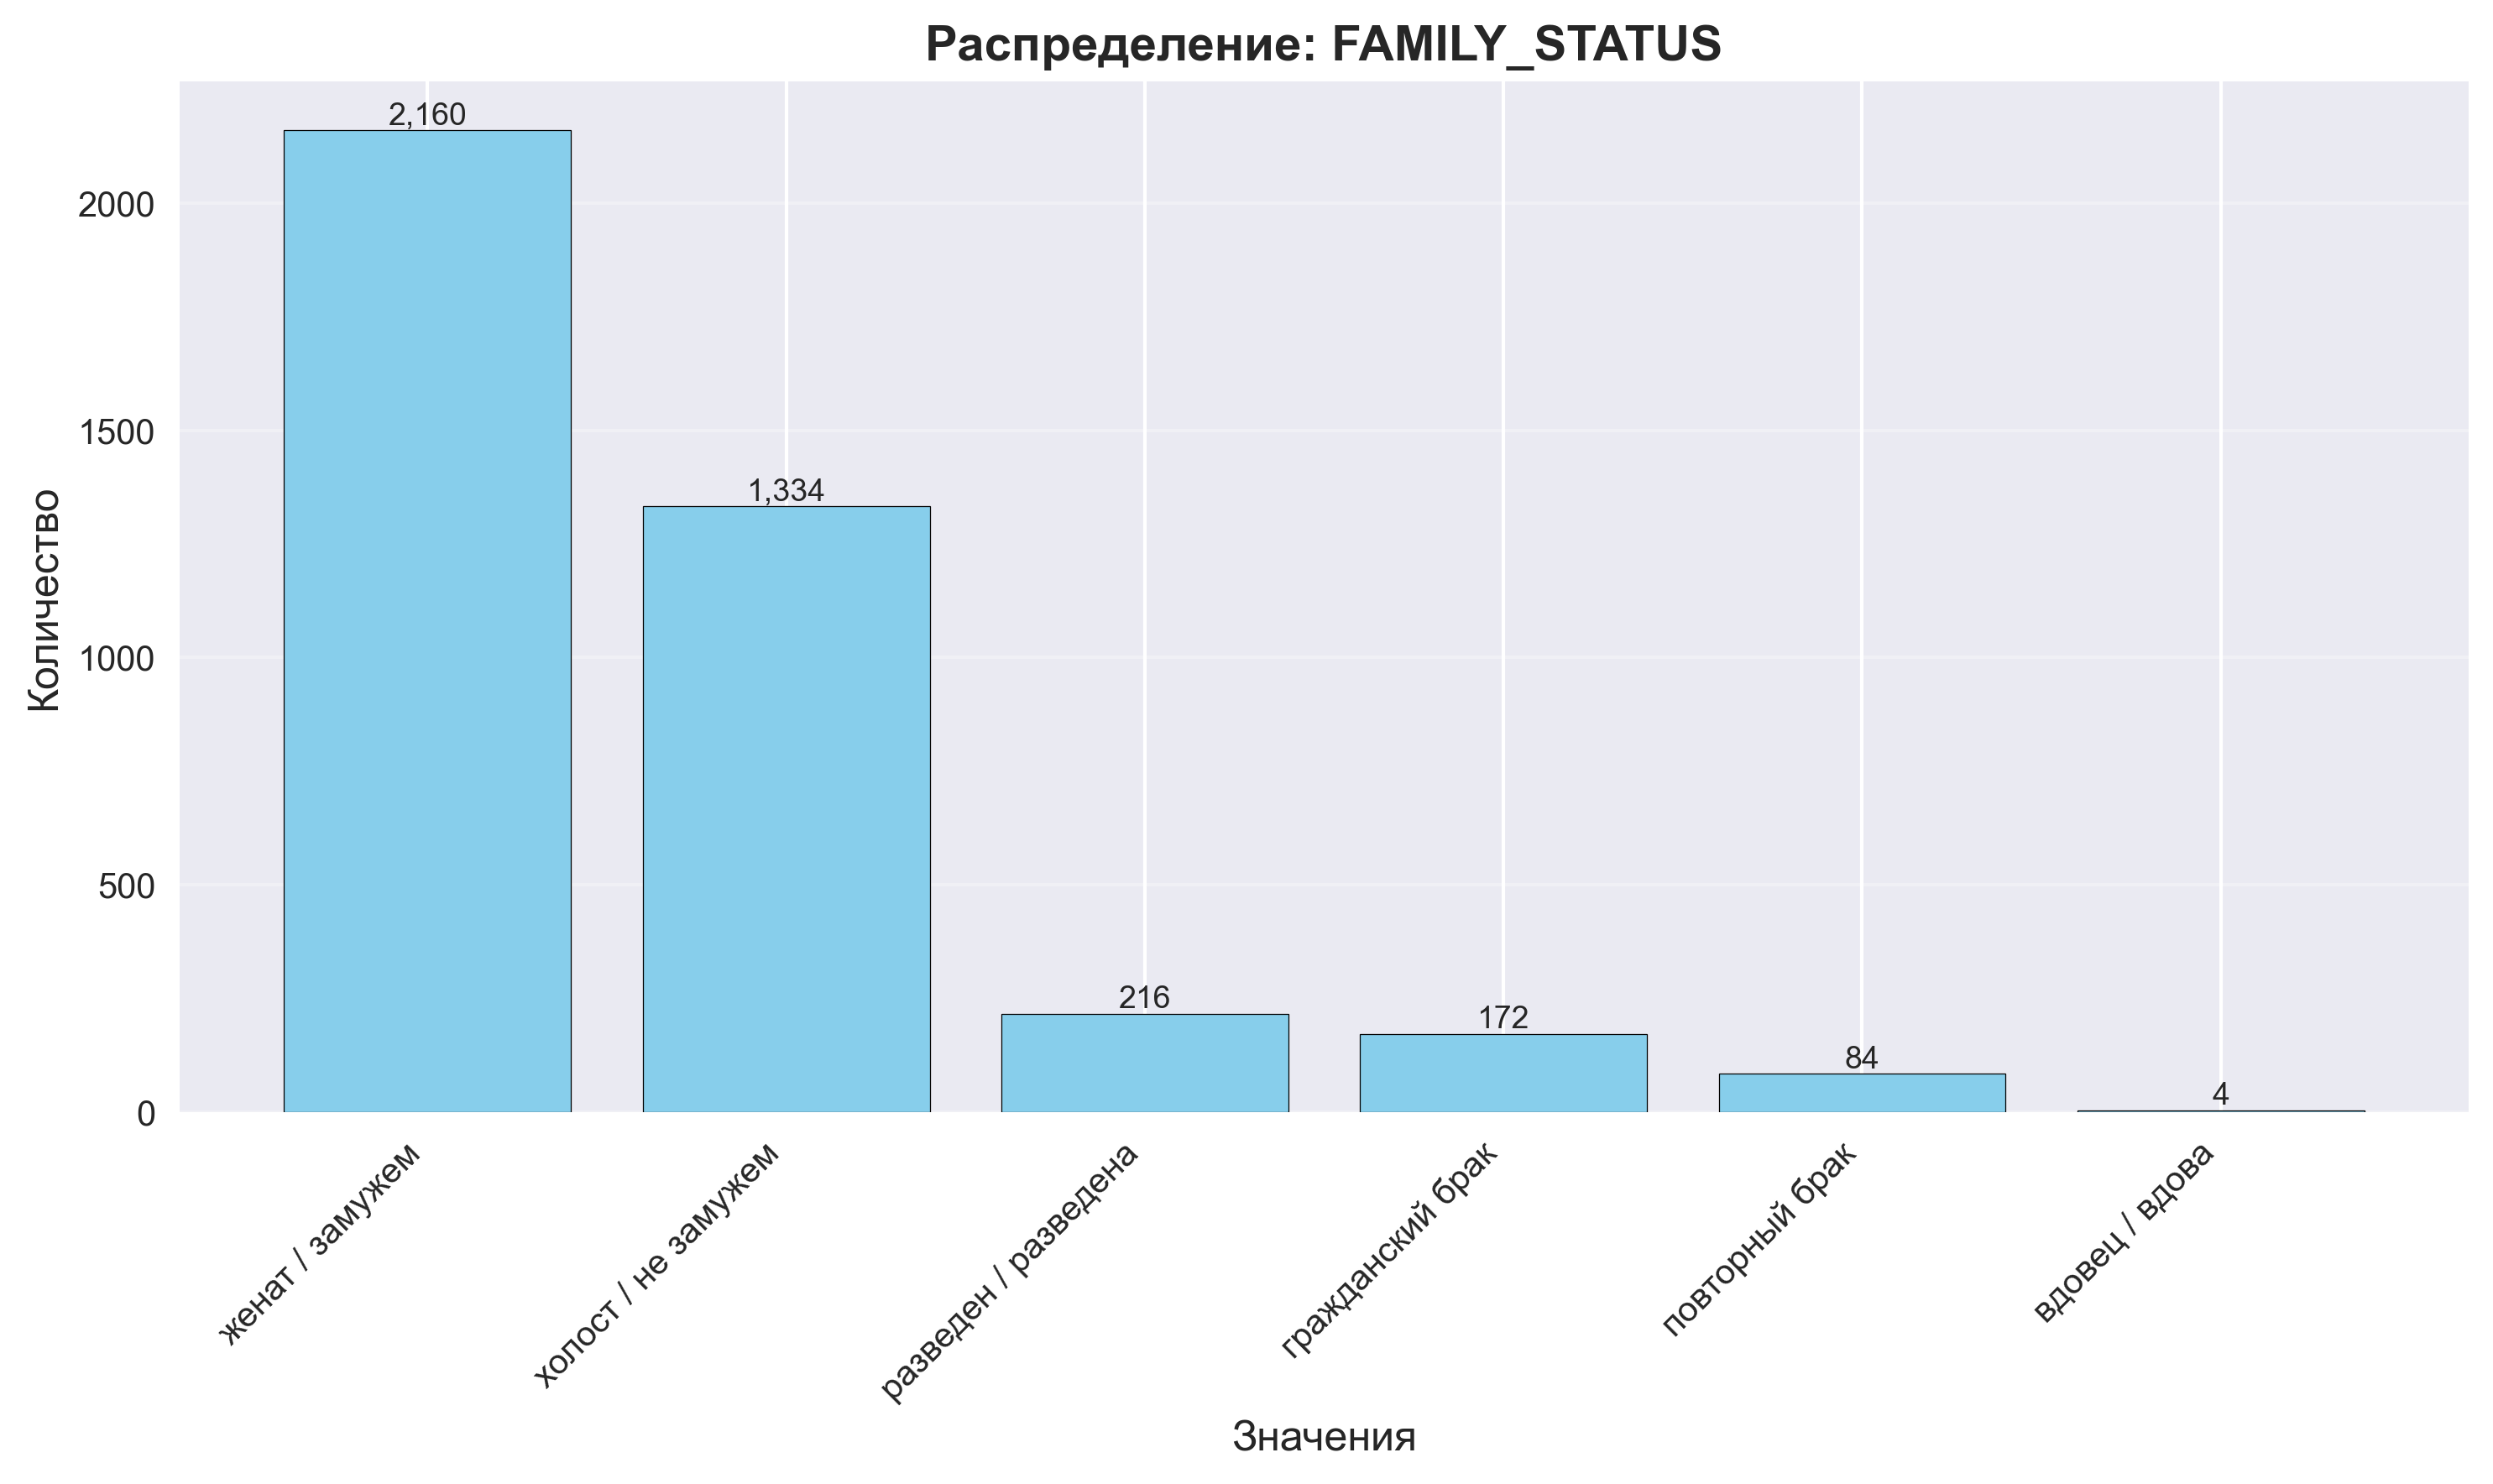 Распределение: FAMILY_STATUS
2,160
2000
1500
1,334
Количество
1000
500
216
172
84
4
0
женат / замужем
холост / не замужем
разведен / разведена
гражданский брак
повторный брак
вдовец / вдова
Значения